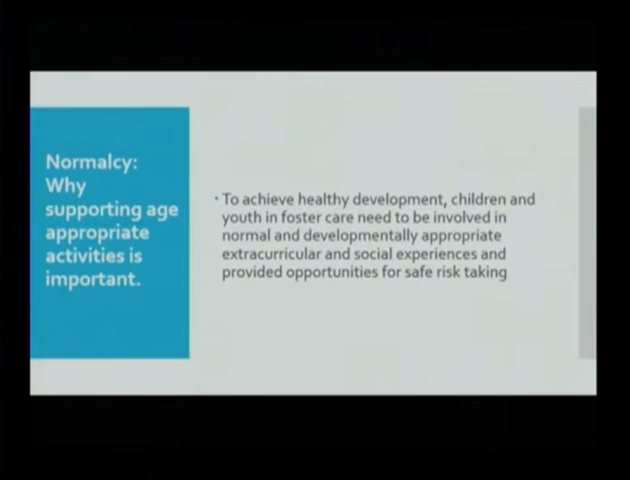 Normalcy:
Why
supporting age
appropriate
activities is
important.
• To achieve healthy development, children and
youth in foster care need to be involved in
normal and developmentally appropriate
extracurricular and social experiences and
provided opportunities for safe risk taking